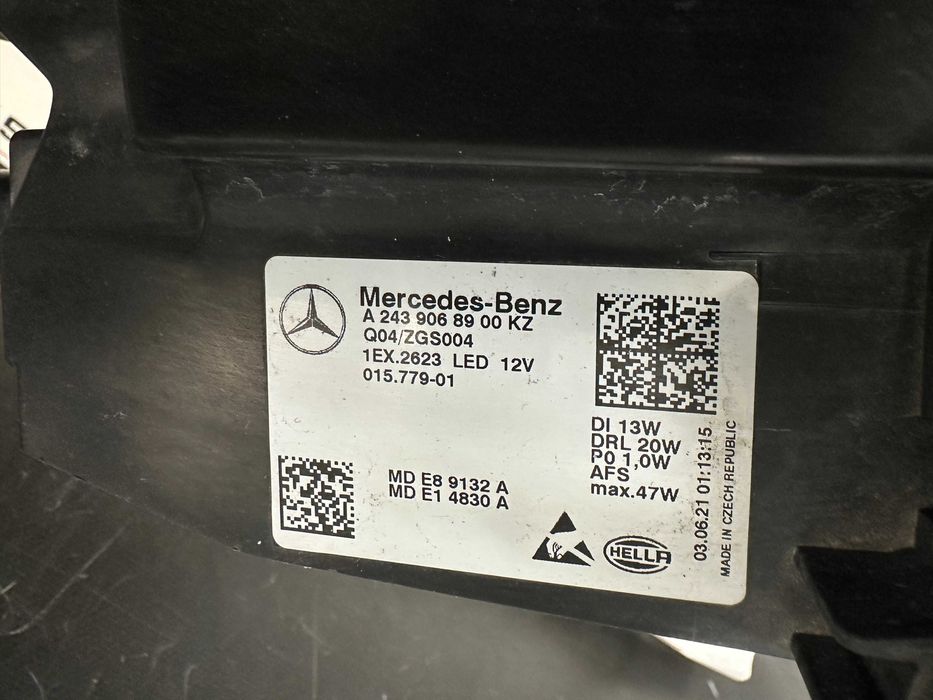 Mercedes-Benz
A 243 906 89 00 KZ
Q04/ZGS004
1EX.2623 LED 12V
015.779-01
DI 13W
DRL 20W
P0 1,0W
AFS
max.47W
MD E8 9132 A
MD E1 4830 A
HELLA
03.06.21 01:13:15
MADE IN CZECH REPUBLIC